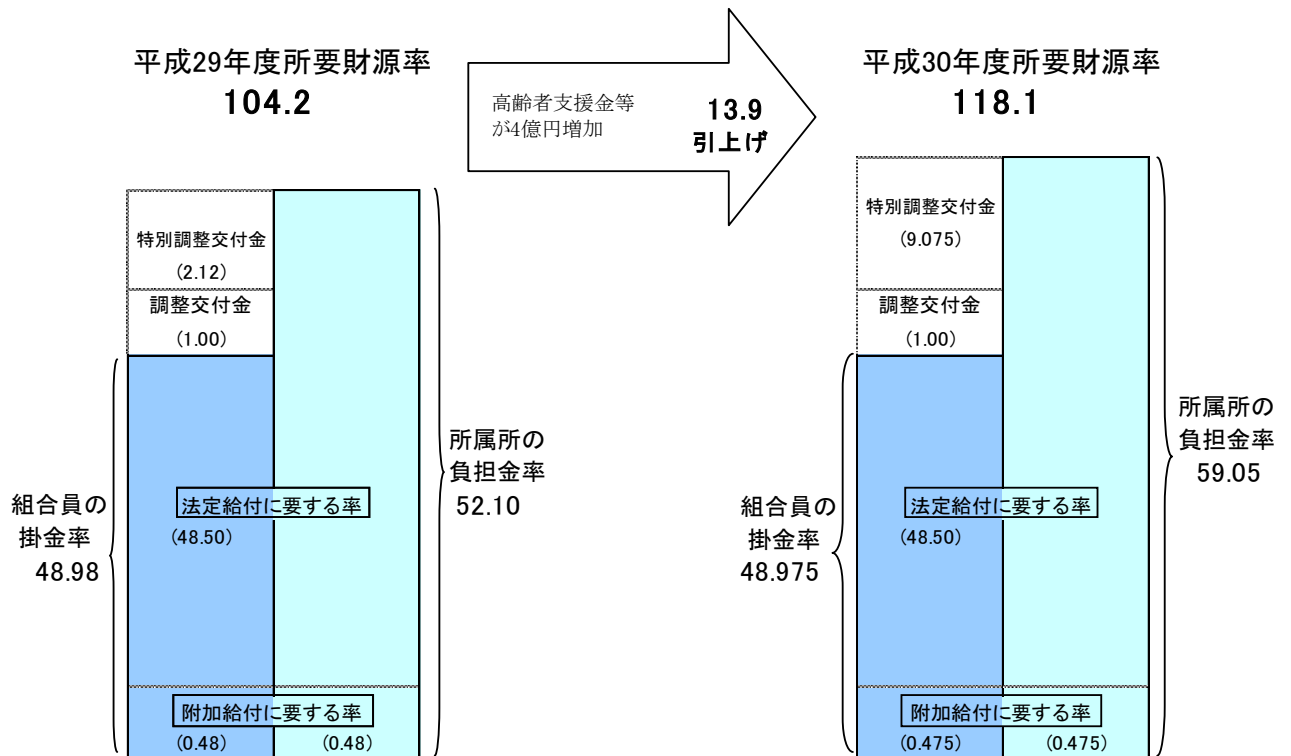 平成29年度所要財源率
104.2
高齢者支援金等
が4億円増加
13.9
引上げ
平成30年度所要財源率
118.1
特別調整交付金
(2.12)
調整交付金
(1.00)
組合員の
掛金率
48.98
法定給付に要する率
(48.50)
所属所の
負担金率
52.10
附加給付に要する率
(0.48) (0.48)
特別調整交付金
(9.075)
調整交付金
(1.00)
組合員の
掛金率
48.975
法定給付に要する率
(48.50)
所属所の
負担金率
59.05
附加給付に要する率
(0.475) (0.475)